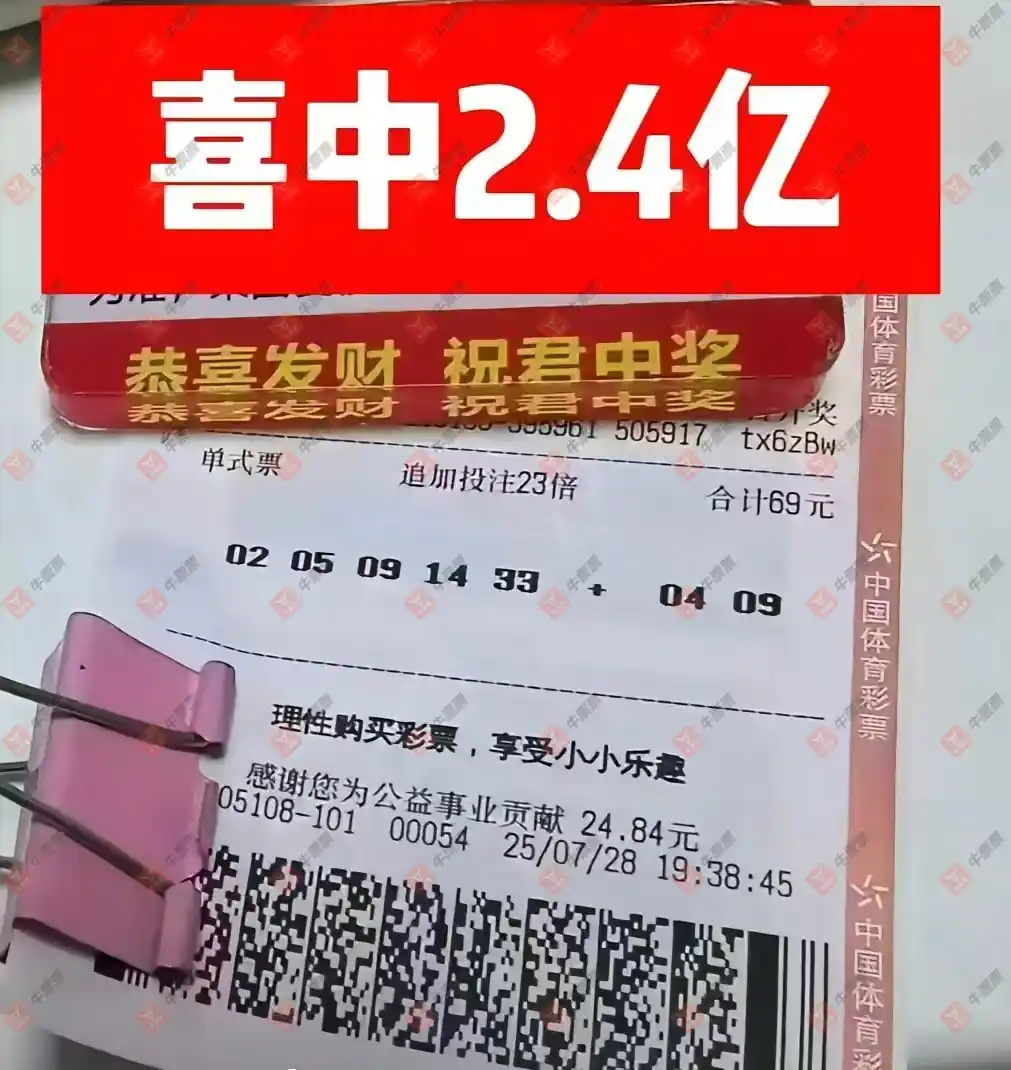 喜中2.4亿
恭喜发财 祝君中奖
恭喜发财 祝君中奖
505917 tx6zBw
单式票 追加投注23倍 合计69元
02 05 09 14 33 + 04 09
理性购买彩票，享受小小乐趣
感谢您为公益事业贡献 24.84元
05108-101 00054 25/07/28 19:38:45
国体育彩票
中国体育彩票
中国体育彩
牛票票